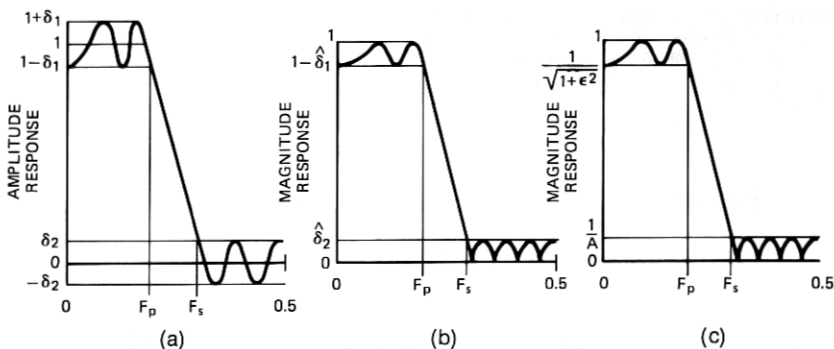 1+δ₁
1
1−δ₁
AMPLITUDE
RESPONSE
δ₂
0
−δ₂
0
Fₚ
Fₛ
0.5
(a)
1
1−δ̂₁
MAGNITUDE
RESPONSE
δ̂₂
0
0
Fₚ
Fₛ
0.5
(b)
1
1/√(1+ϵ²)
MAGNITUDE
RESPONSE
1/A
0
0
Fₚ
Fₛ
0.5
(c)